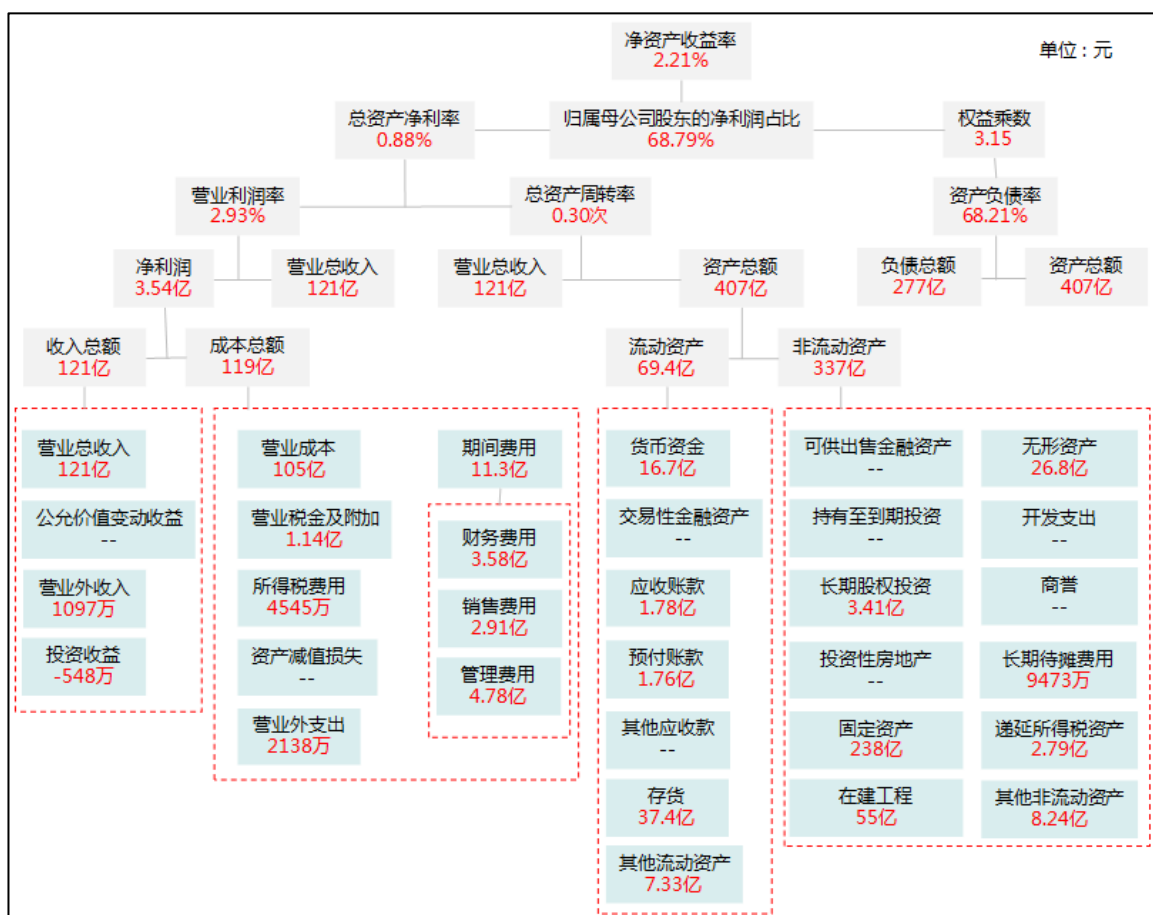 净资产收益率
2.21%
单位：元
总资产净利率
0.88%
归属母公司股东的净利润占比
68.79%
权益乘数
3.15
营业利润率
2.93%
总资产周转率
0.30次
资产负债率
68.21%
净利润
3.54亿
营业总收入
121亿
营业总收入
121亿
资产总额
407亿
负债总额
277亿
资产总额
407亿
收入总额
121亿
成本总额
119亿
流动资产
69.4亿
非流动资产
337亿
营业总收入
121亿
公允价值变动收益
--
营业外收入
1097万
投资收益
-548万
营业成本
105亿
营业税金及附加
1.14亿
所得税费用
4545万
资产减值损失
--
营业外支出
2138万
期间费用
11.3亿
财务费用
3.58亿
销售费用
2.91亿
管理费用
4.78亿
货币资金
16.7亿
交易性金融资产
--
应收账款
1.78亿
预付账款
1.76亿
其他应收款
--
存货
37.4亿
其他流动资产
7.33亿
可供出售金融资产
--
持有至到期投资
--
长期股权投资
3.41亿
投资性房地产
--
固定资产
238亿
在建工程
55亿
无形资产
26.8亿
开发支出
--
商誉
--
长期待摊费用
9473万
递延所得税资产
2.79亿
其他非流动资产
8.24亿